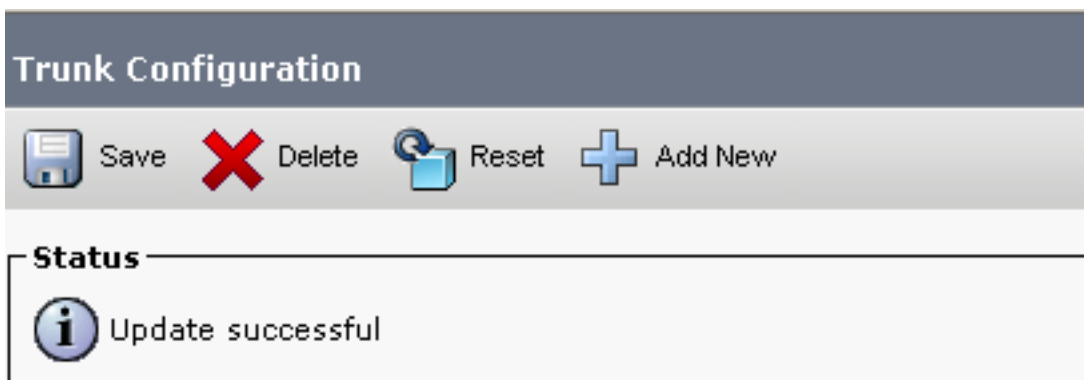 Trunk Configuration
Save Delete Reset Add New
Status
Update successful